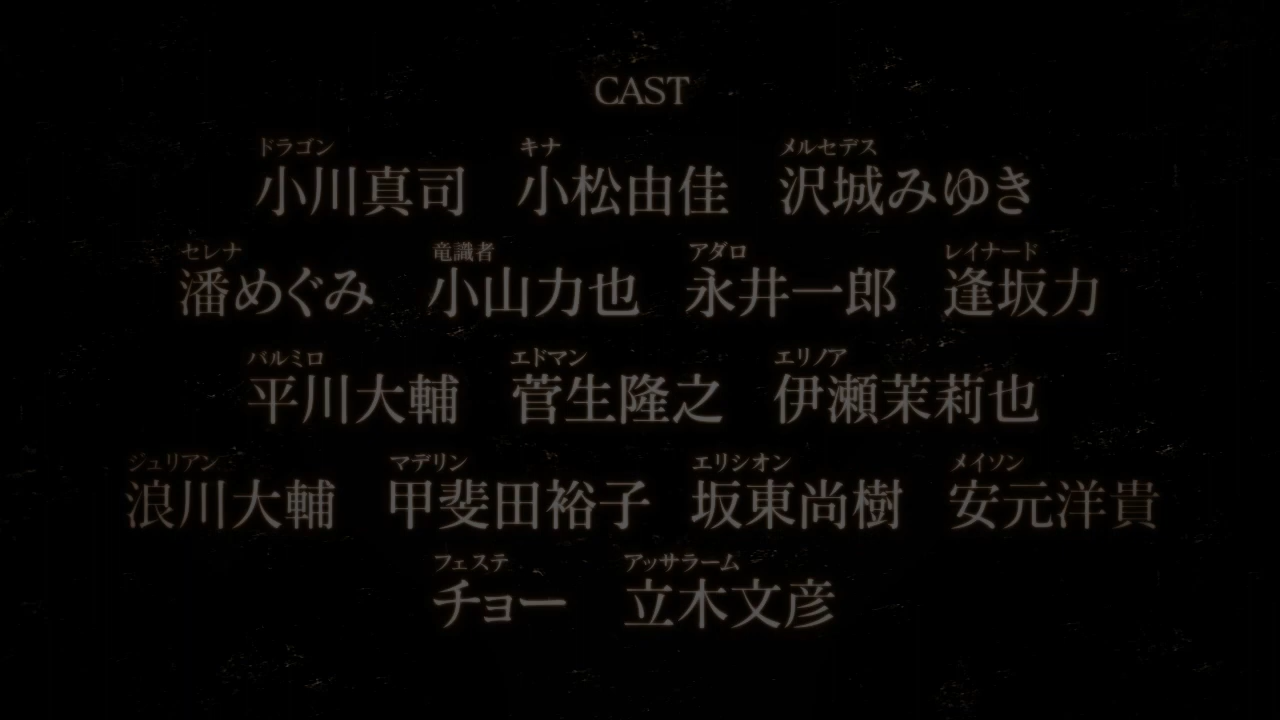 CAST
ドラゴン キナ メルセデス
小川真司 小松由佳 沢城みゆき
セレナ 竜識者 アダロ レイナード
潘めぐみ 小山力也 永井一郎 逢坂力
バルミロ エドマン エリノア
平川大輔 菅生隆之 伊瀬茉莉也
ジュリアン マデリン エリシオン メイソン
浪川大輔 甲斐田裕子 坂東尚樹 安元洋貴
フェステ アッサラーム
チョー 立木文彦